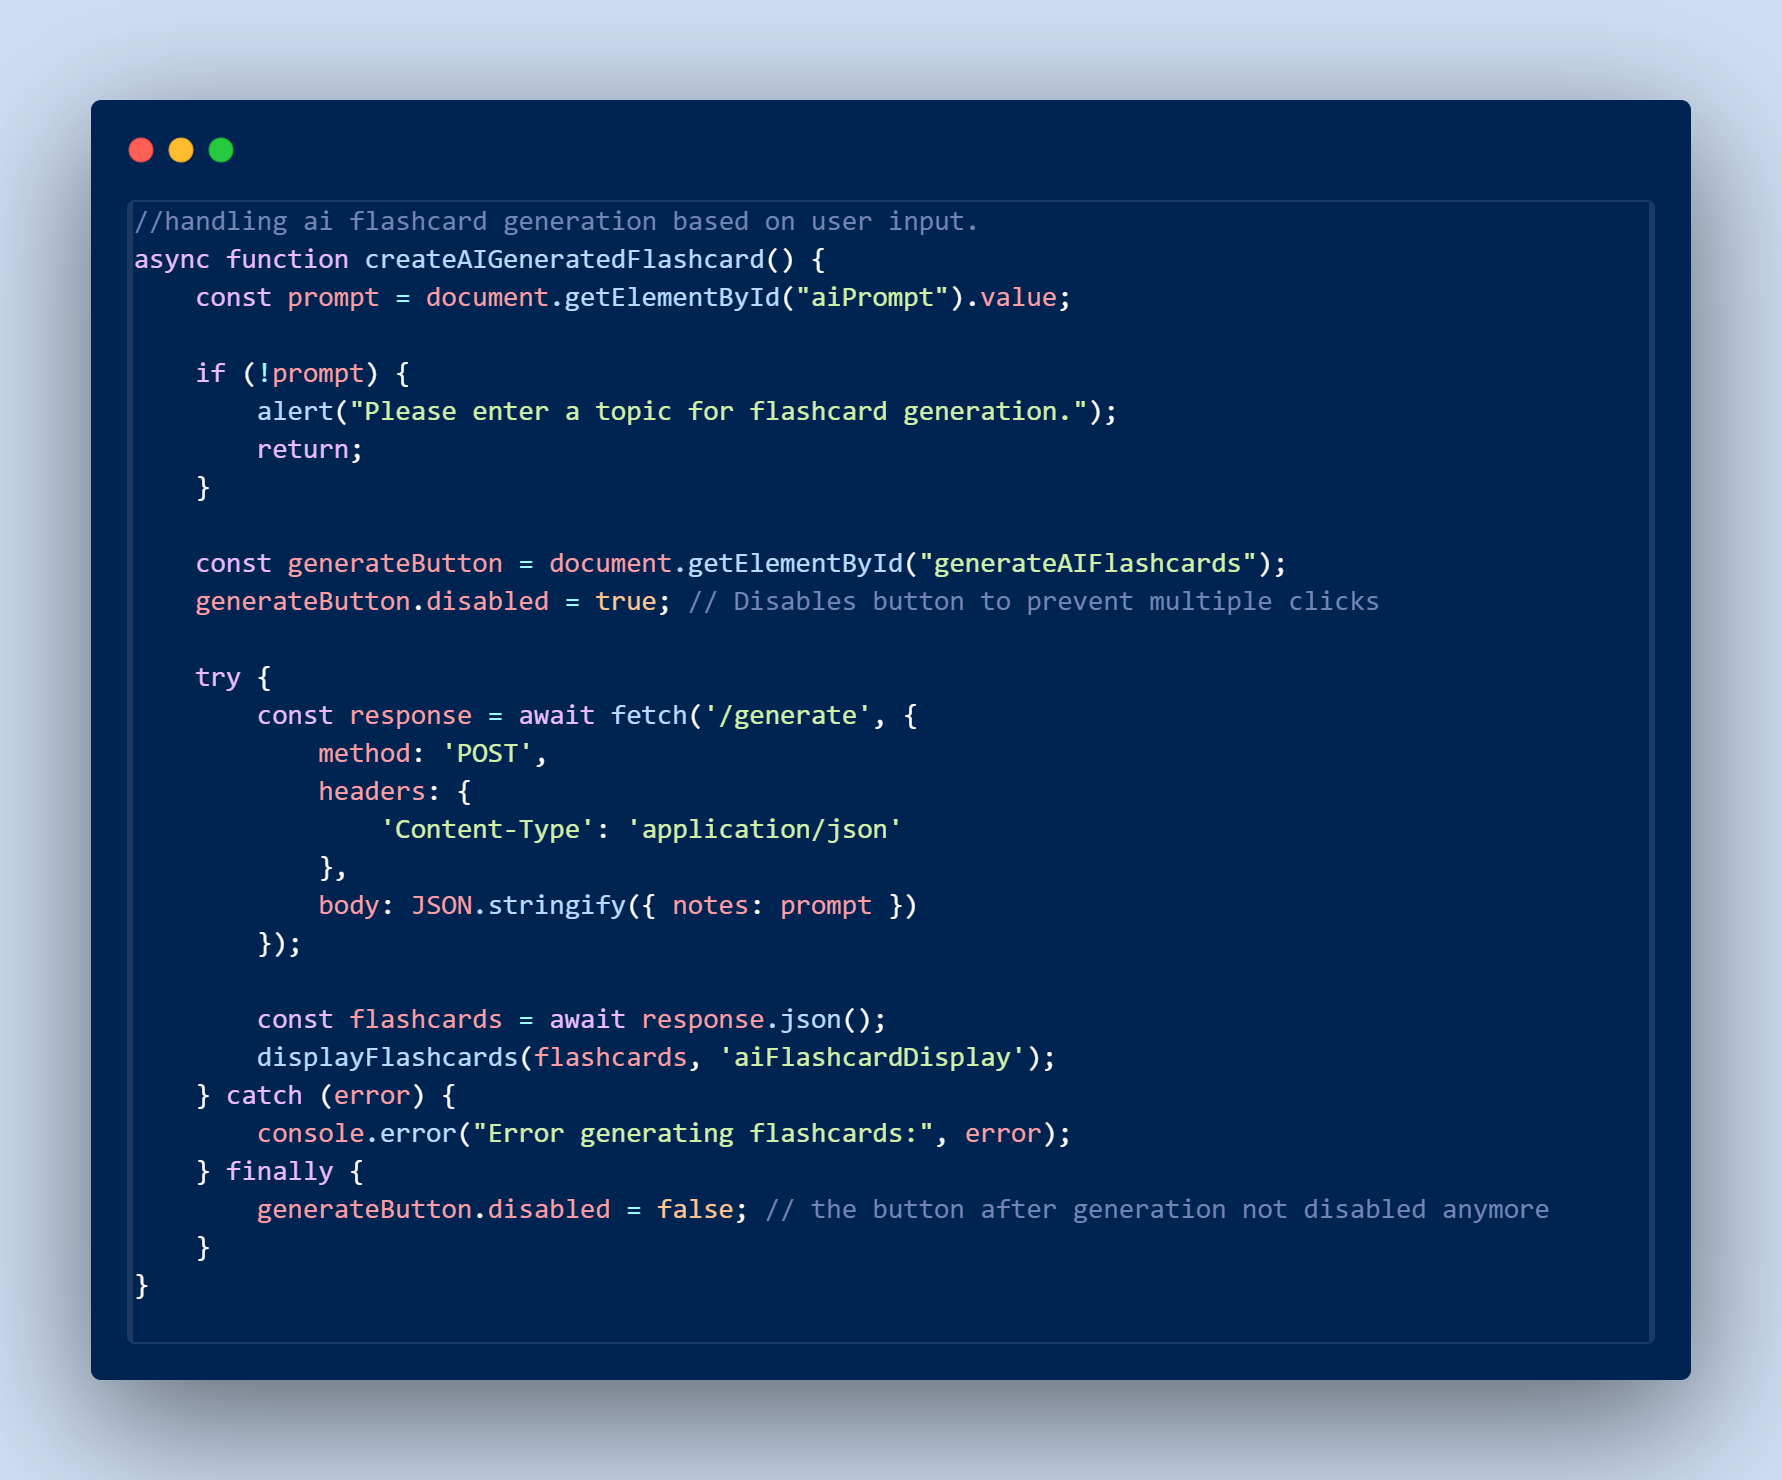 //handling ai flashcard generation based on user input.
async function createAIGeneratedFlashcard() {
    const prompt = document.getElementById("aiPrompt").value;

    if (!prompt) {
        alert("Please enter a topic for flashcard generation.");
        return;
    }

    const generateButton = document.getElementById("generateAIFlashcards");
    generateButton.disabled = true; // Disables button to prevent multiple clicks

    try {
        const response = await fetch('/generate', {
            method: 'POST',
            headers: {
                'Content-Type': 'application/json'
            },
            body: JSON.stringify({ notes: prompt })
        });

        const flashcards = await response.json();
        displayFlashcards(flashcards, 'aiFlashcardDisplay');
    } catch (error) {
        console.error("Error generating flashcards:", error);
    } finally {
        generateButton.disabled = false; // the button after generation not disabled anymore
    }
}